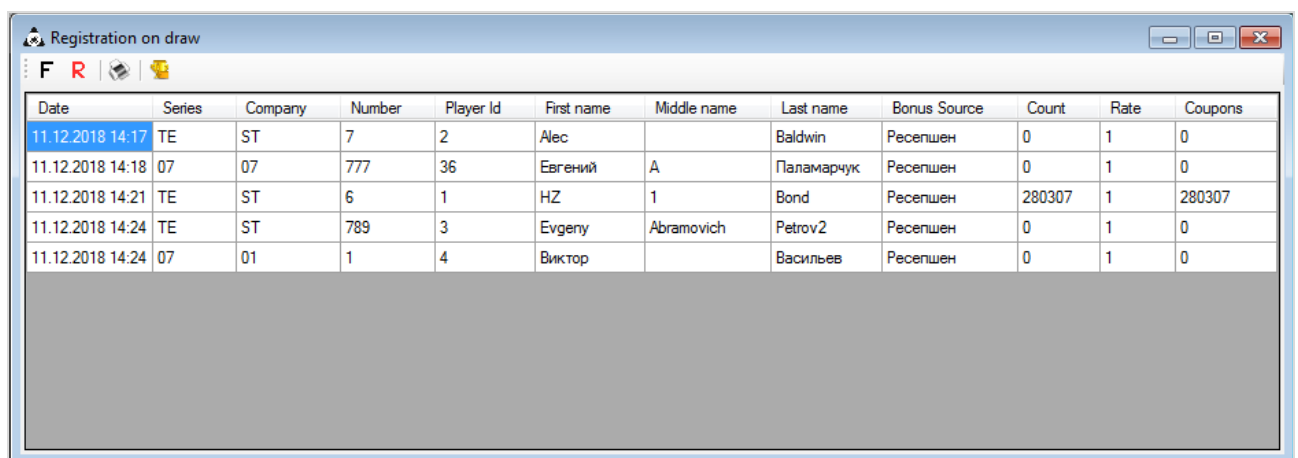 Registration on draw
F R
Date Series Company Number Player Id First name Middle name Last name Bonus Source Count Rate Coupons
11.12.2018 14:17 TE ST 7 2 Alec Baldwin Ресепшен 0 1 0
11.12.2018 14:18 07 07 777 36 Евгений A Паламарчук Ресепшен 0 1 0
11.12.2018 14:21 TE ST 6 1 HZ 1 Bond Ресепшен 280307 1 280307
11.12.2018 14:24 TE ST 789 3 Evgeny Abramovich Petrov2 Ресепшен 0 1 0
11.12.2018 14:24 07 01 1 4 Виктор Васильев Ресепшен 0 1 0